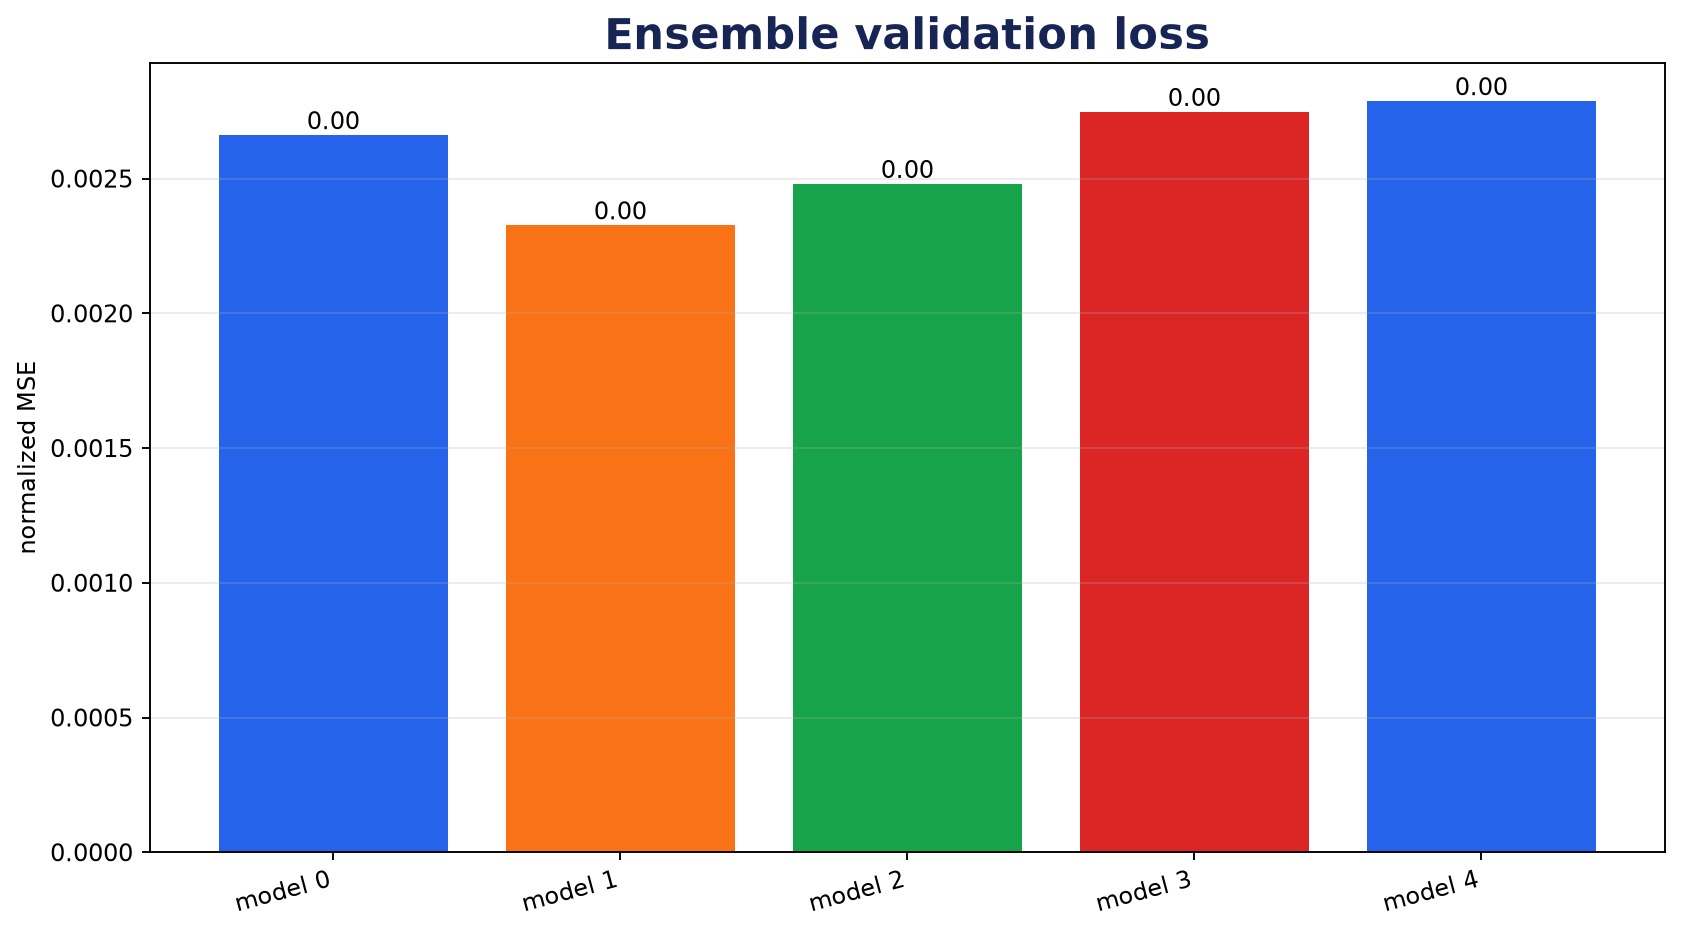 Ensemble validation loss
0.00
0.00
0.00
0.00
0.00
0.0025
0.0020
0.0015
0.0010
0.0005
0.0000
normalized MSE
model 0
model 1
model 2
model 3
model 4